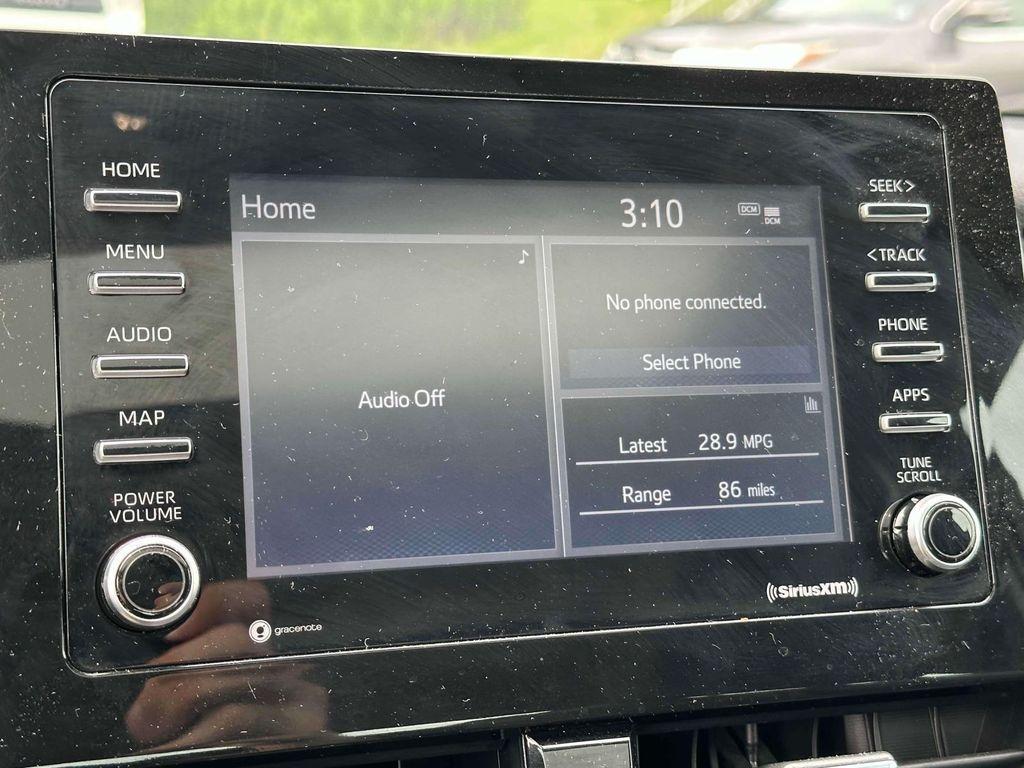 HOME
MENU
AUDIO
MAP
POWER
VOLUME
Home
3:10
DCM
DCM
Audio Off
No phone connected.
Select Phone
Latest 28.9 MPG
Range 86 miles
SEEK>
<TRACK
PHONE
APPS
TUNE
SCROLL
((SiriusXM))
gracenote